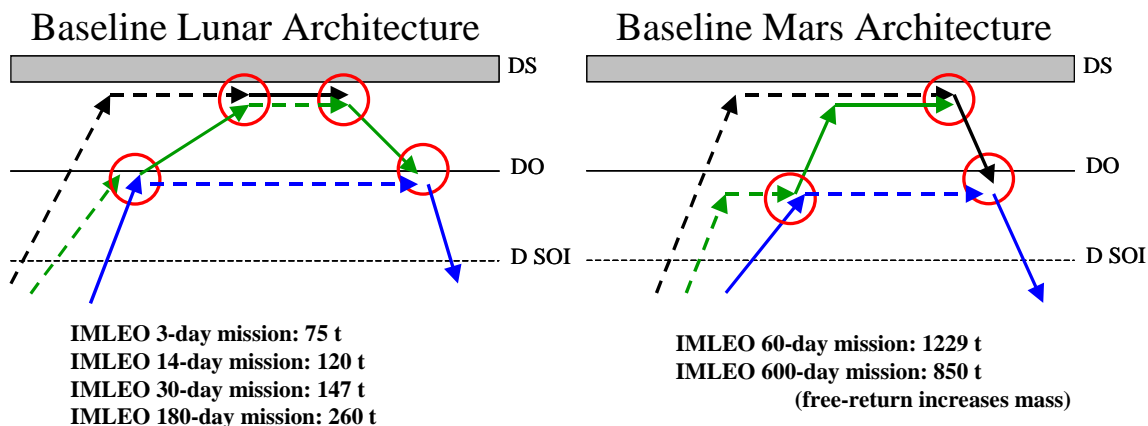 Baseline Lunar Architecture
DS
DO
D SOI
IMLEO 3-day mission: 75 t
IMLEO 14-day mission: 120 t
IMLEO 30-day mission: 147 t
IMLEO 180-day mission: 260 t
Baseline Mars Architecture
DS
DO
D SOI
IMLEO 60-day mission: 1229 t
IMLEO 600-day mission: 850 t
(free-return increases mass)